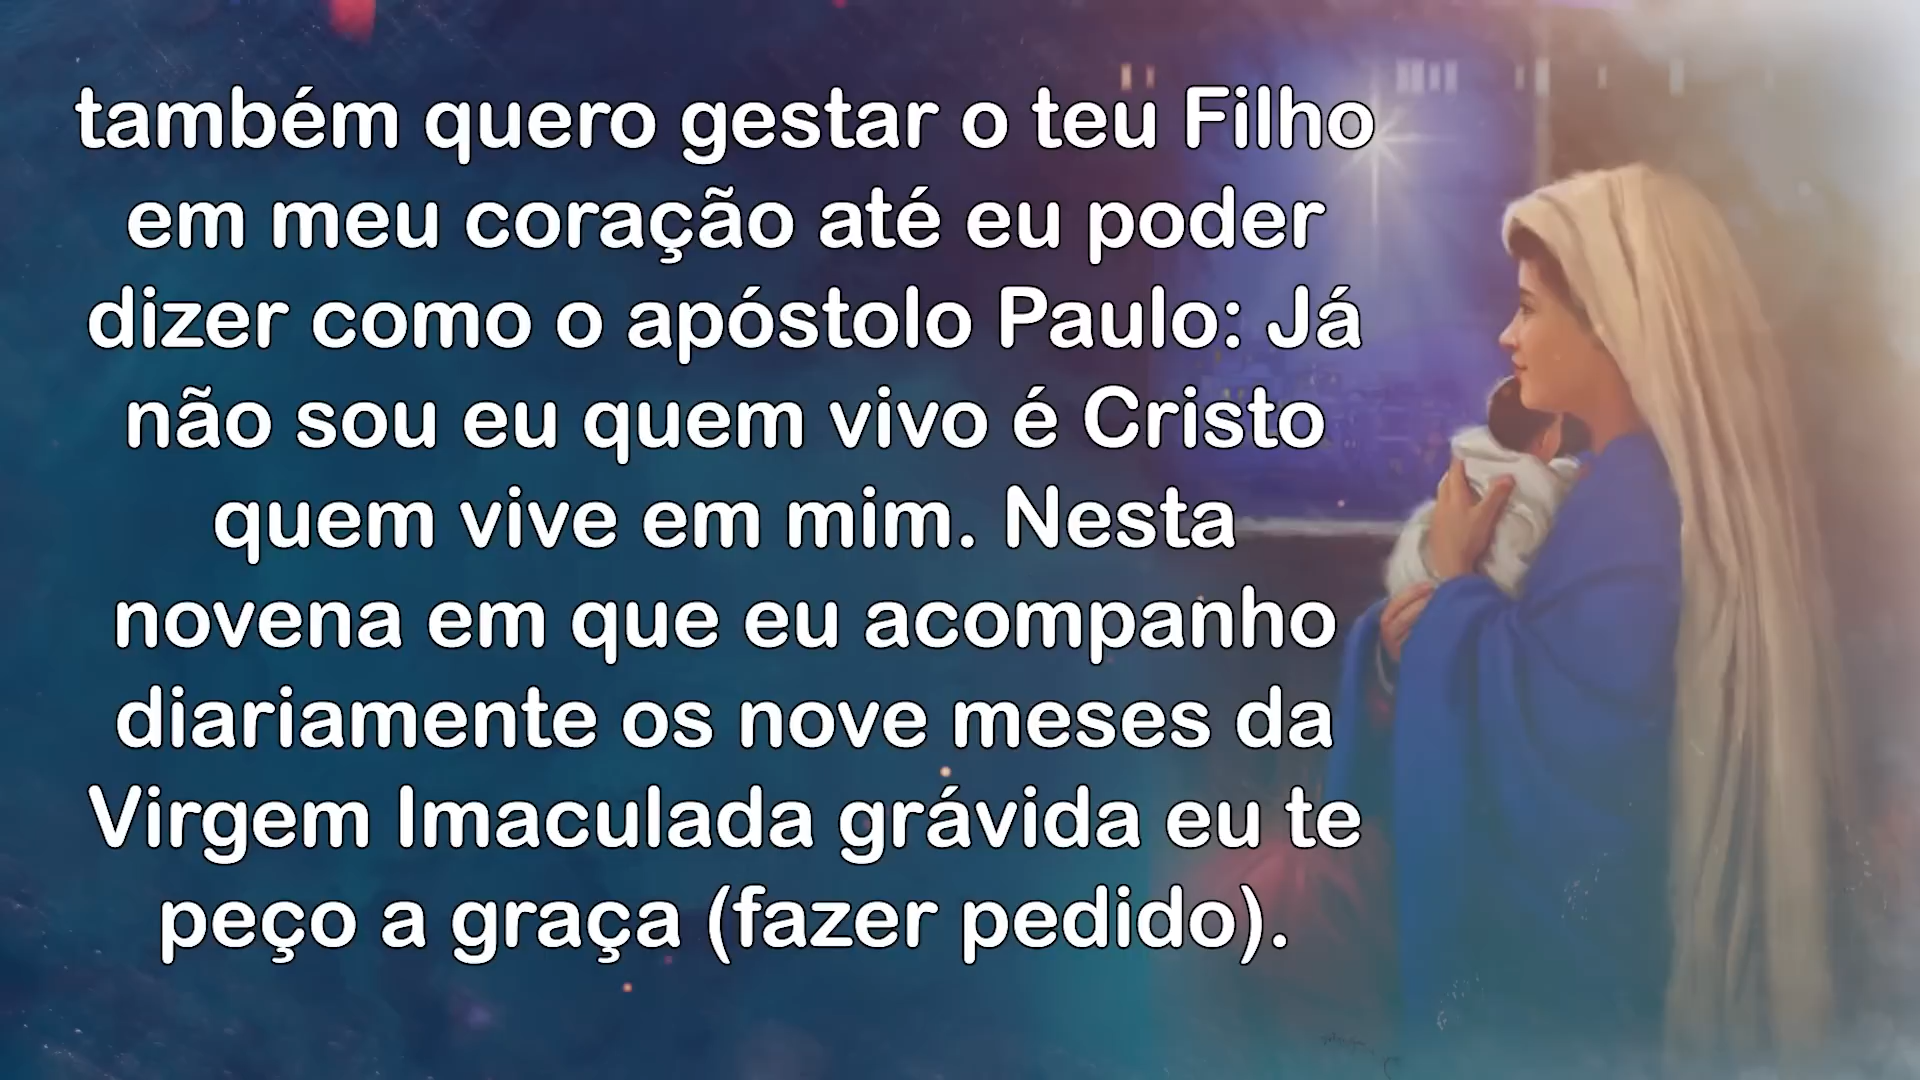 também quero gestar o teu Filho
em meu coração até eu poder
dizer como o apóstolo Paulo: Já
não sou eu quem vivo é Cristo
quem vive em mim. Nesta
novena em que eu acompanho
diariamente os nove meses da
Virgem Imaculada grávida eu te
peço a graça (fazer pedido).